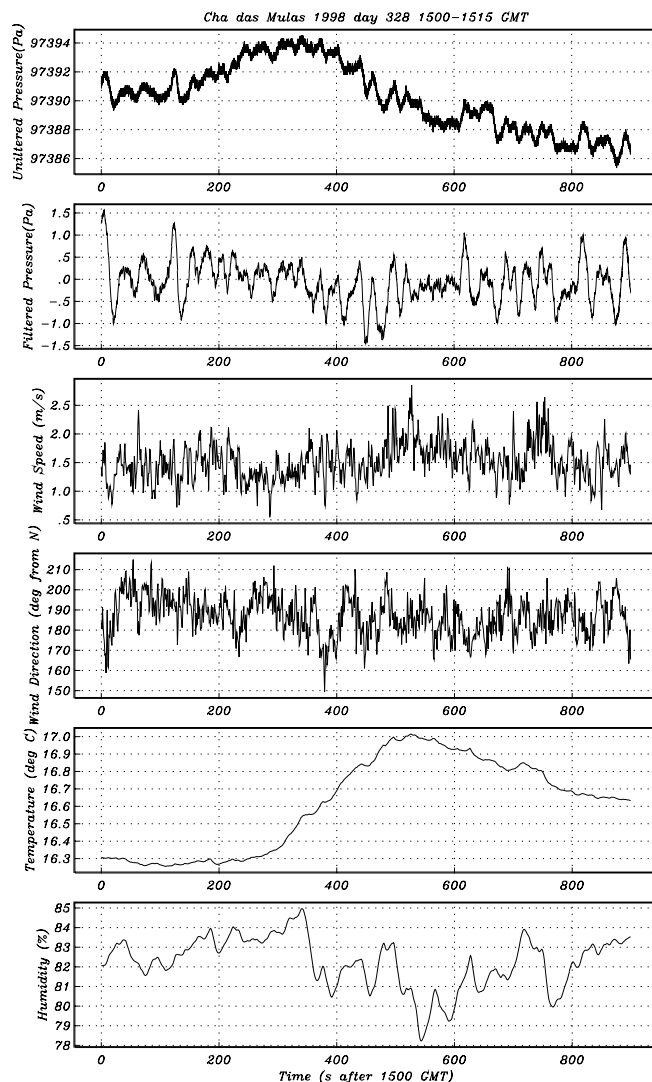 Cha das Mulas 1998 day 328 1500-1515 GMT
Unfiltered Pressure(Pa)
97394
97392
97390
97388
97386
0 200 400 600 800
Filtered Pressure(Pa)
1.5
1.0
.5
.0
-.5
-1.0
-1.5
0 200 400 600 800
Wind Speed (m/s)
2.5
2.0
1.5
1.0
.5
0 200 400 600 800
Wind Direction (deg from N)
210
200
190
180
170
160
150
0 200 400 600 800
Temperature (deg C)
17.0
16.9
16.8
16.6
16.5
16.4
16.3
0 200 400 600 800
Humidity (%)
85
83
82
81
80
79
78
0 200 400 600 800
Time (s after 1500 GMT)